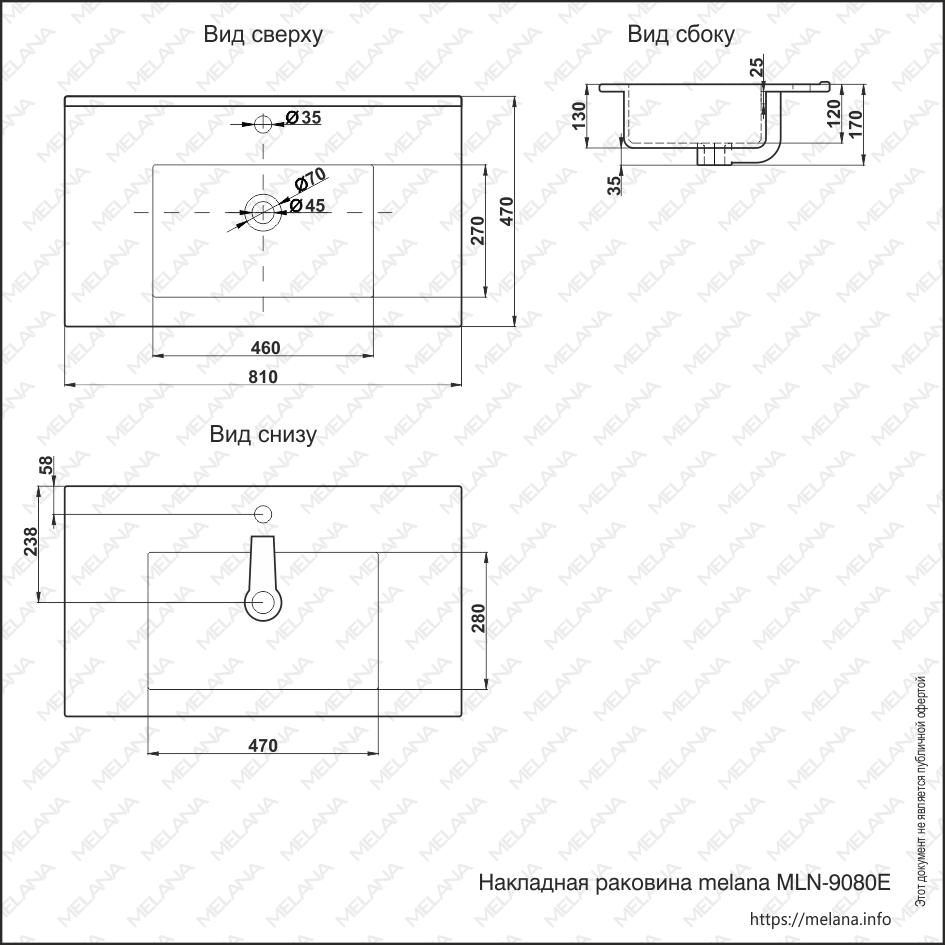 Вид сверху
Вид сбоку
Ø35
Ø70
Ø45
270
470
460
810
25
130
120
170
35
Вид снизу
58
238
280
470
Накладная раковина melana MLN-9080E
https://melana.info
Этот документ не является публичной офертой
MELANA